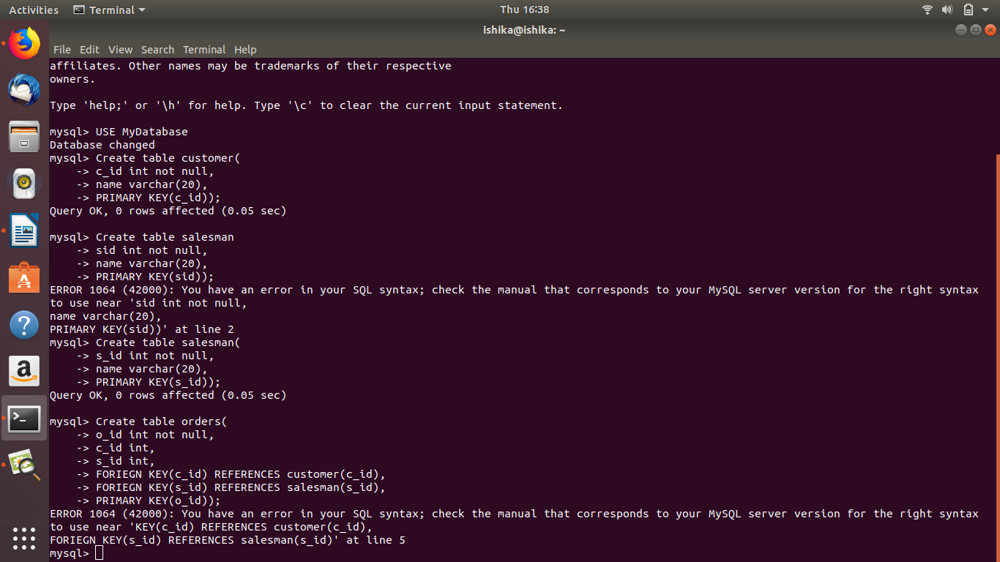 Activities Terminal Thu 16:38
ishika@ishika: ~
File Edit View Search Terminal Help
affiliates. Other names may be trademarks of their respective
owners.
Type 'help;' or '\h' for help. Type '\c' to clear the current input statement.
mysql> USE MyDatabase
Database changed
mysql> Create table customer(
-> c_id int not null,
-> name varchar(20),
-> PRIMARY KEY(c_id));
Query OK, 0 rows affected (0.05 sec)
mysql> Create table salesman
-> sid int not null,
-> name varchar(20),
-> PRIMARY KEY(sid));
ERROR 1064 (42000): You have an error in your SQL syntax; check the manual that corresponds to your MySQL server version for the right syntax
to use near 'sid int not null,
name varchar(20),
PRIMARY KEY(sid))' at line 2
mysql> Create table salesman(
-> s_id int not null,
-> name varchar(20),
-> PRIMARY KEY(s_id));
Query OK, 0 rows affected (0.05 sec)
mysql> Create table orders(
-> o_id int not null,
-> c_id int,
-> s_id int,
-> FORIEGN KEY(c_id) REFERENCES customer(c_id),
-> FORIEGN KEY(s_id) REFERENCES salesman(s_id),
-> PRIMARY KEY(o_id));
ERROR 1064 (42000): You have an error in your SQL syntax; check the manual that corresponds to your MySQL server version for the right syntax
to use near 'KEY(c_id) REFERENCES customer(c_id),
FORIEGN KEY(s_id) REFERENCES salesman(s_id)' at line 5
mysql>